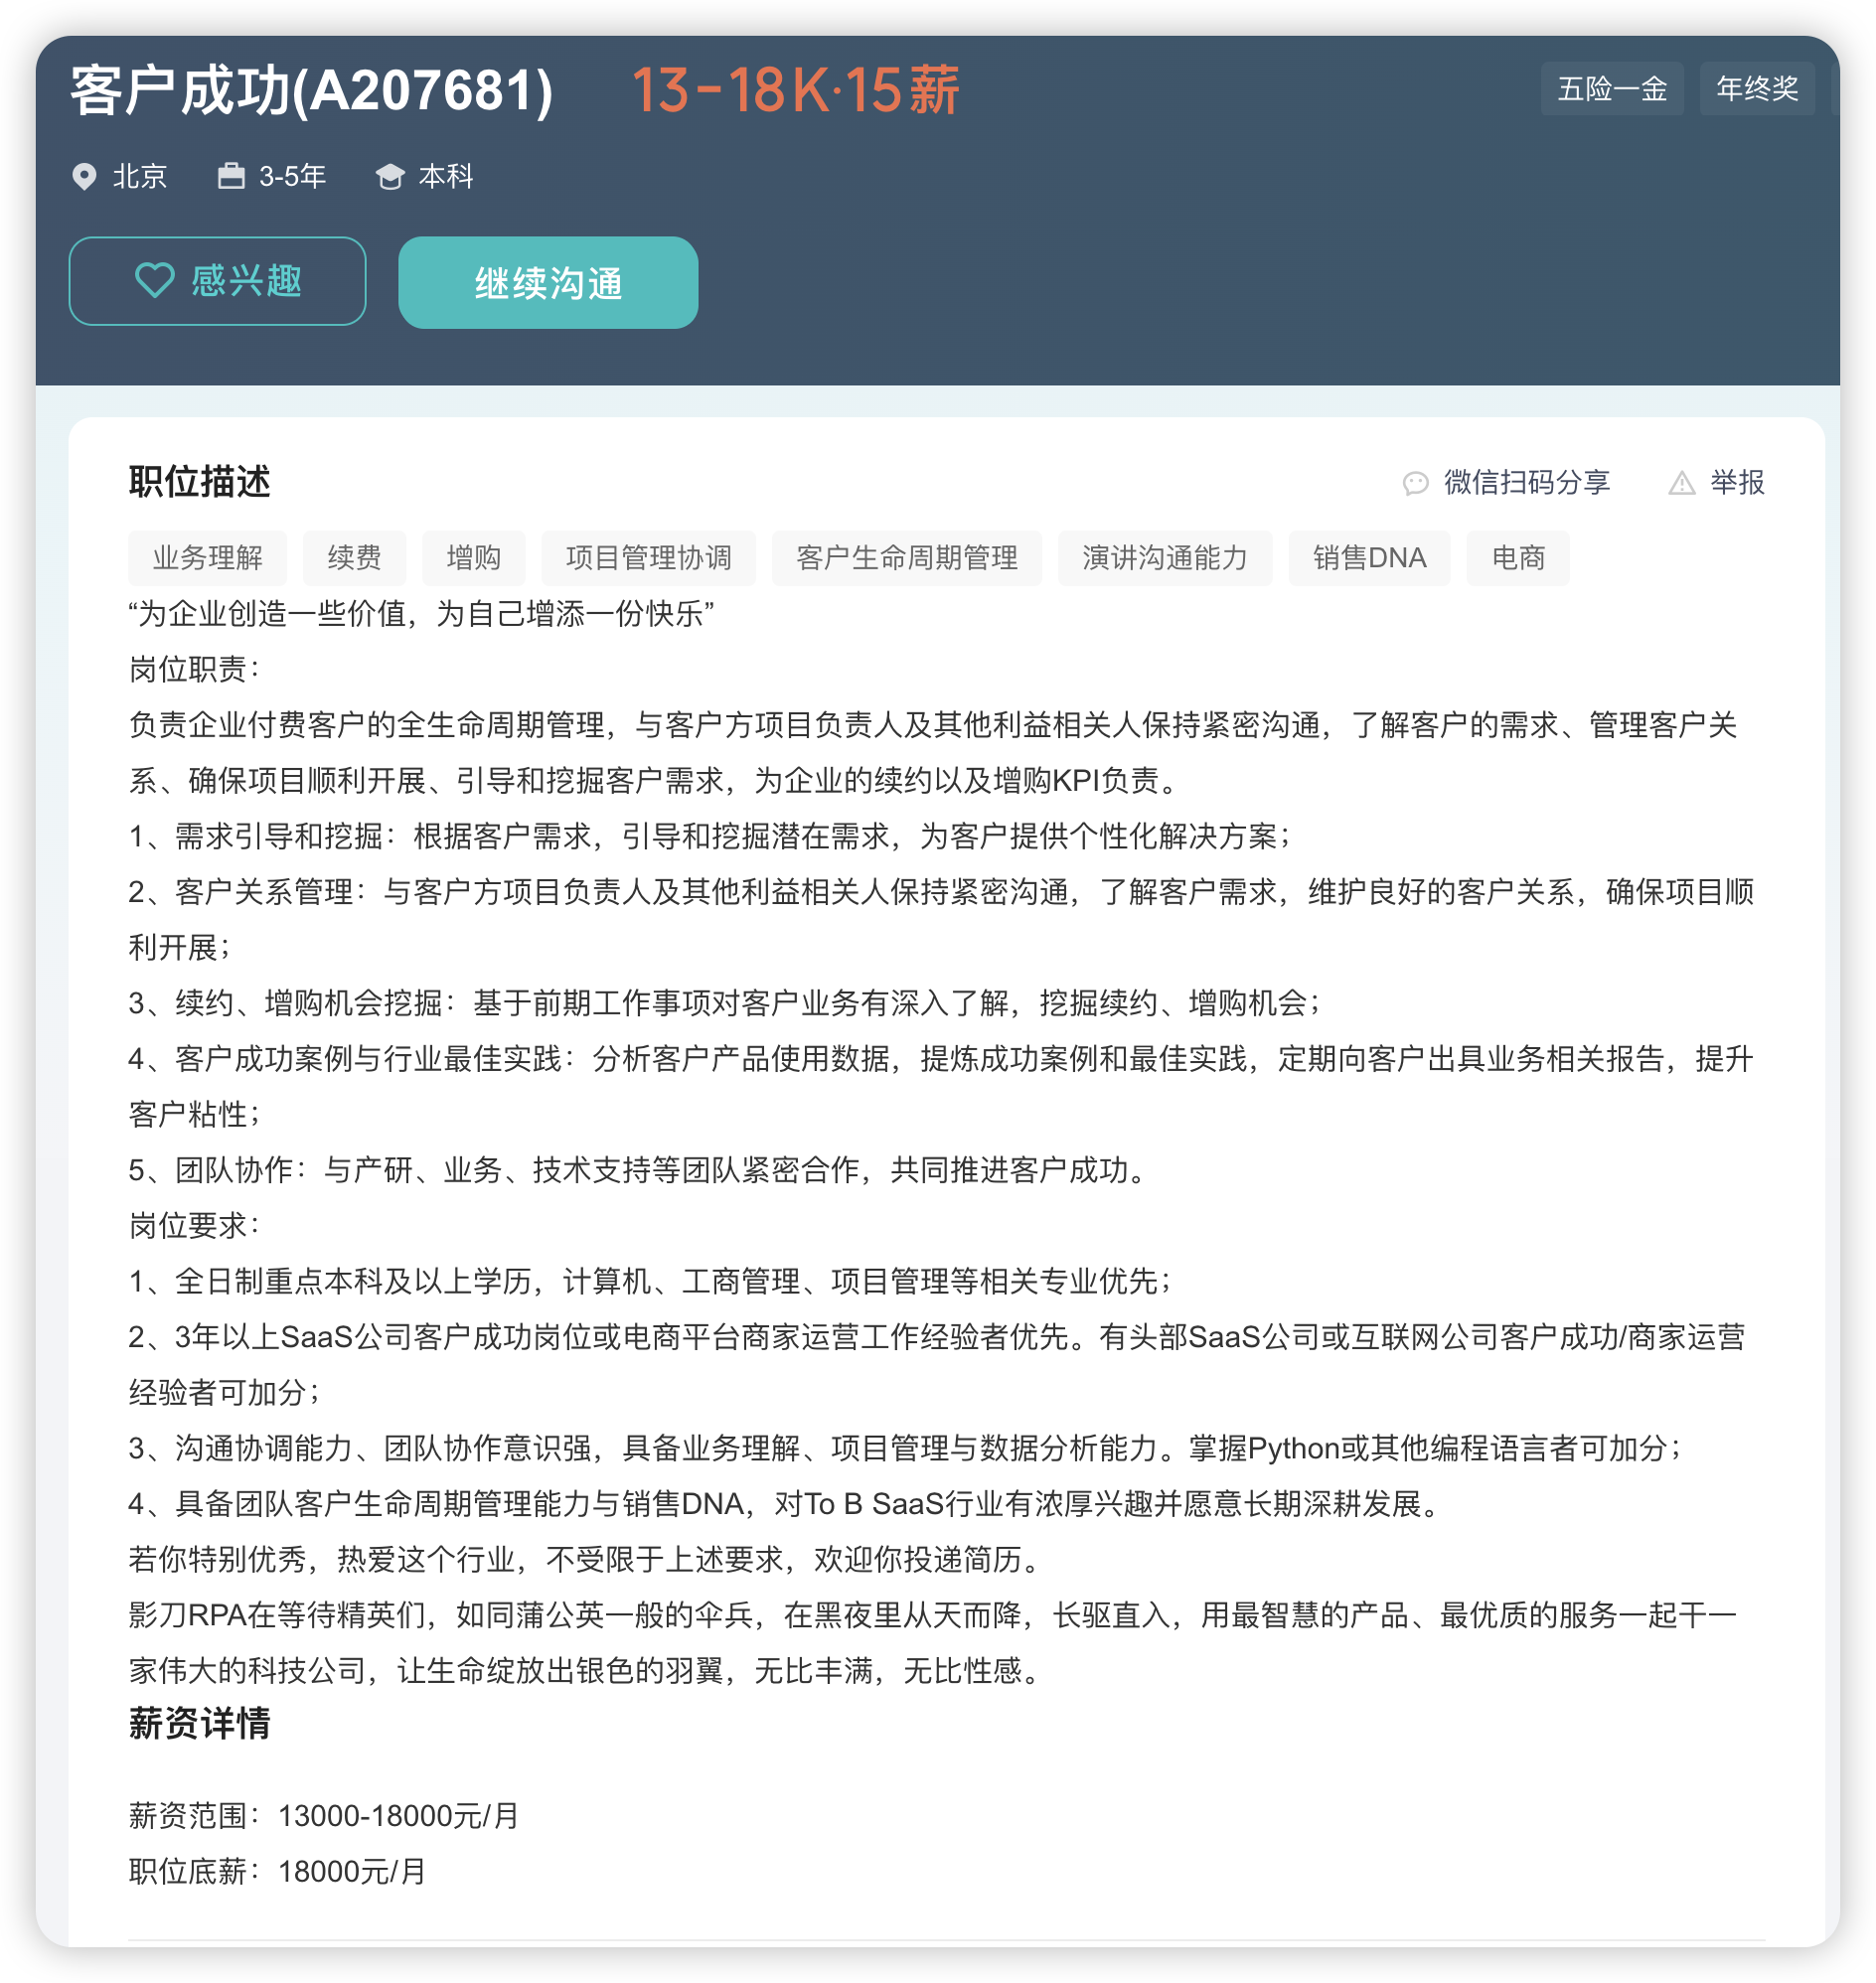 客户成功(A207681) 13-18K·15薪 五险一金 年终奖
北京 3-5年 本科
感兴趣 继续沟通
职位描述 微信扫码分享 举报
业务理解 续费 增购 项目管理协调 客户生命周期管理 演讲沟通能力 销售DNA 电商
“为企业创造一些价值，为自己增添一份快乐”
岗位职责：
负责企业付费客户的全生命周期管理，与客户方项目负责人及其他利益相关人保持紧密沟通，了解客户的需求、管理客户关
系、确保项目顺利开展、引导和挖掘客户需求，为企业的续约以及增购KPI负责。
1、需求引导和挖掘：根据客户需求，引导和挖掘潜在需求，为客户提供个性化解决方案；
2、客户关系管理：与客户方项目负责人及其他利益相关人保持紧密沟通，了解客户需求，维护良好的客户关系，确保项目顺
利开展；
3、续约、增购机会挖掘：基于前期工作事项对客户业务有深入了解，挖掘续约、增购机会；
4、客户成功案例与行业最佳实践：分析客户产品使用数据，提炼成功案例和最佳实践，定期向客户出具业务相关报告，提升
客户粘性；
5、团队协作：与产研、业务、技术支持等团队紧密合作，共同推进客户成功。
岗位要求：
1、全日制重点本科及以上学历，计算机、工商管理、项目管理等相关专业优先；
2、3年以上SaaS公司客户成功岗位或电商平台商家运营工作经验者优先。有头部SaaS公司或互联网公司客户成功/商家运营
经验者可加分；
3、沟通协调能力、团队协作意识强，具备业务理解、项目管理与数据分析能力。掌握Python或其他编程语言者可加分；
4、具备团队客户生命周期管理能力与销售DNA，对To B SaaS行业有浓厚兴趣并愿意长期深耕发展。
若你特别优秀，热爱这个行业，不受限于上述要求，欢迎你投递简历。
影刀RPA在等待精英们，如同蒲公英一般的伞兵，在黑夜里从天而降，长驱直入，用最智慧的产品、最优质的服务一起干一
家伟大的科技公司，让生命绽放出银色的羽翼，无比丰满，无比性感。
薪资详情
薪资范围：13000-18000元/月
职位底薪：18000元/月